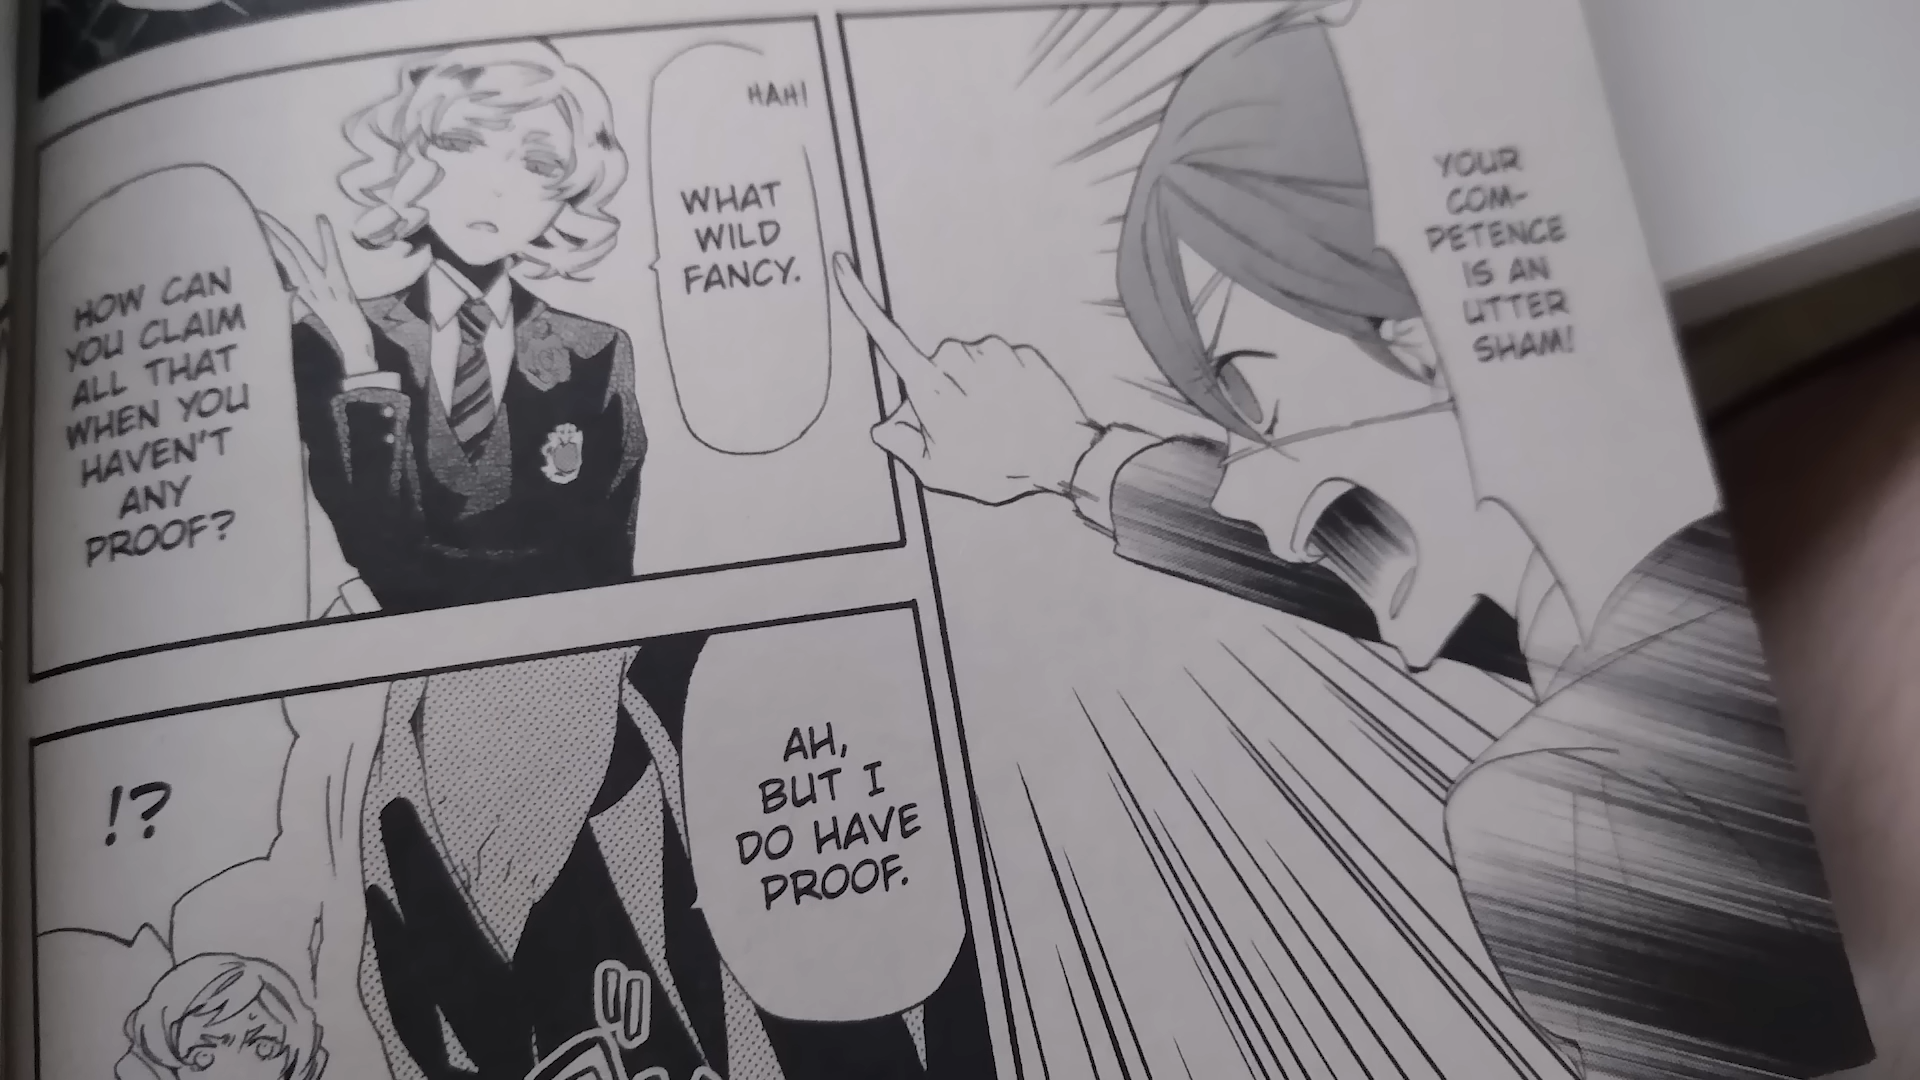 YOUR
COM-
PETENCE
IS AN
UTTER
SHAM!
HAH!
WHAT
WILD
FANCY.
HOW CAN
YOU CLAIM
ALL THAT
WHEN YOU
HAVEN'T
ANY
PROOF?
AH,
BUT I
DO HAVE
PROOF.
!?